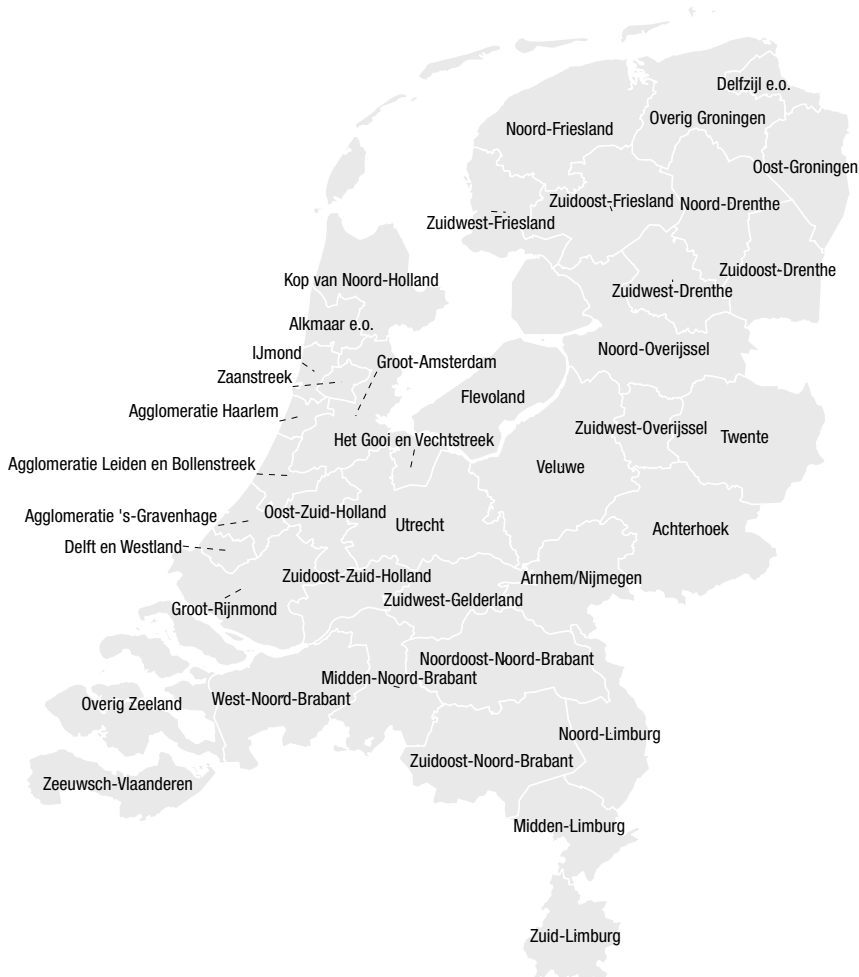 Delfzijl e.o.
Overig Groningen
Noord-Friesland
Oost-Groningen
Zuidoost-Friesland
Noord-Drenthe
Zuidwest-Friesland
Zuidoost-Drenthe
Kop van Noord-Holland
Zuidwest-Drenthe
Alkmaar e.o.
Noord-Overijssel
IJmond
Groot-Amsterdam
Zaanstreek
Flevoland
Agglomeratie Haarlem
Zuidwest-Overijssel
Het Gooi en Vechtstreek
Twente
Agglomeratie Leiden en Bollenstreek
Veluwe
Oost-Zuid-Holland
Agglomeratie 's-Gravenhage
Utrecht
Achterhoek
Delft en Westland
Zuidoost-Zuid-Holland
Arnhem/Nijmegen
Zuidwest-Gelderland
Groot-Rijnmond
Noordoost-Noord-Brabant
Midden-Noord-Brabant
West-Noord-Brabant
Overig Zeeland
Noord-Limburg
Zuidoost-Noord-Brabant
Zeeuwsch-Vlaanderen
Midden-Limburg
Zuid-Limburg